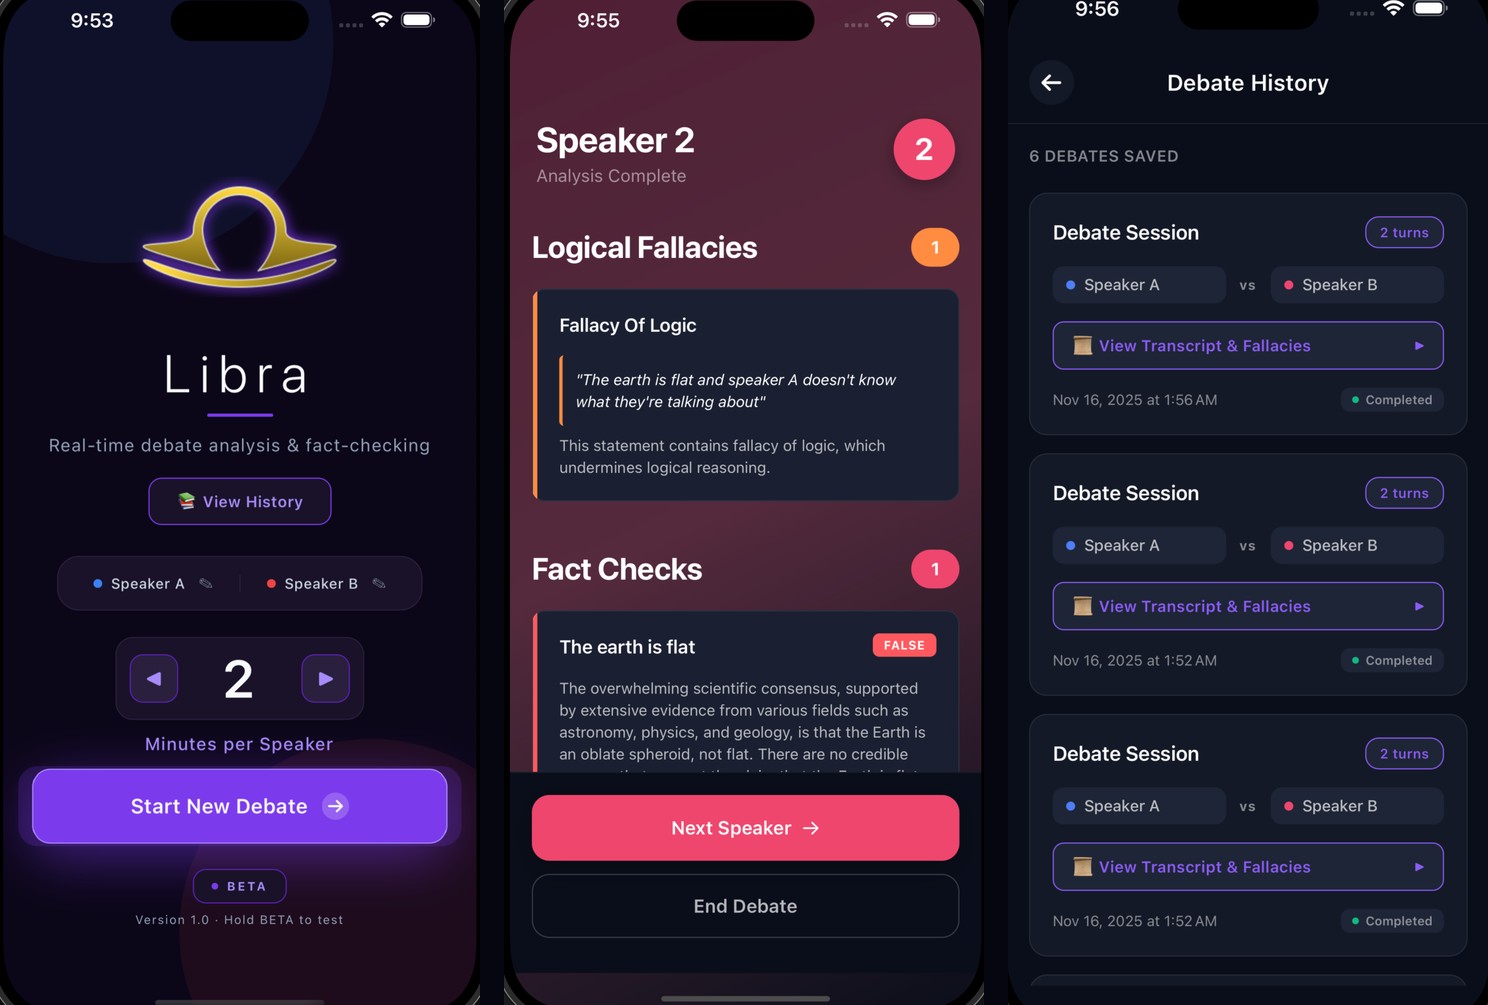 9:53
Libra
Real-time debate analysis & fact-checking
View History
Speaker A
Speaker B
2
Minutes per Speaker
Start New Debate →
BETA
Version 1.0 · Hold BETA to test
9:55
Speaker 2
2
Analysis Complete
Logical Fallacies
1
Fallacy Of Logic
"The earth is flat and speaker A doesn't know
what they're talking about"
This statement contains fallacy of logic, which
undermines logical reasoning.
Fact Checks
1
The earth is flat
FALSE
The overwhelming scientific consensus, supported
by extensive evidence from various fields such as
astronomy, physics, and geology, is that the Earth is
an oblate spheroid, not flat. There are no credible
Next Speaker →
End Debate
9:56
Debate History
6 DEBATES SAVED
Debate Session
2 turns
Speaker A vs Speaker B
View Transcript & Fallacies
Nov 16, 2025 at 1:56 AM
Completed
Debate Session
2 turns
Speaker A vs Speaker B
View Transcript & Fallacies
Nov 16, 2025 at 1:52 AM
Completed
Debate Session
2 turns
Speaker A vs Speaker B
View Transcript & Fallacies
Nov 16, 2025 at 1:52 AM
Completed